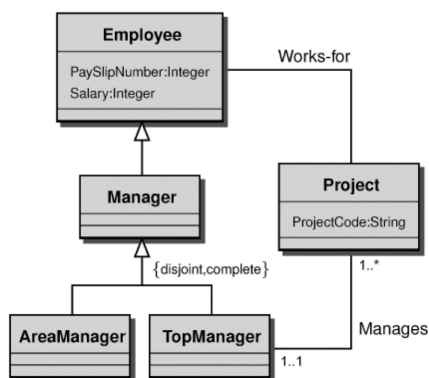 Employee
PaySlipNumber:Integer
Salary:Integer
Works-for
Manager
Project
ProjectCode:String
{disjoint,complete}
1..*
AreaManager
TopManager
Manages
1..1